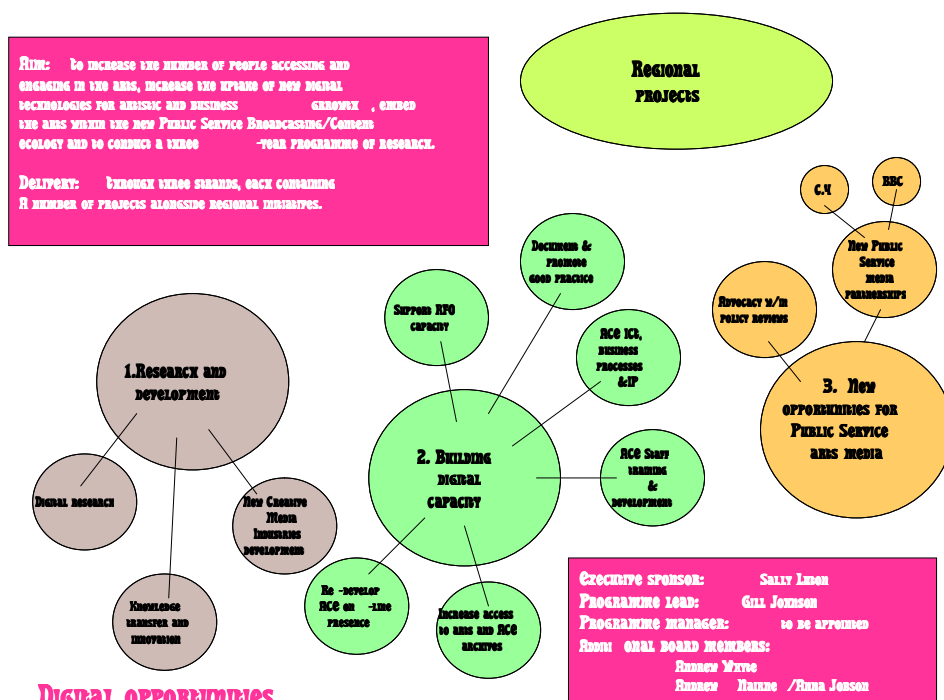 Aim: to increase the number of people accessing and
engaging in the arts, increase the uptake of new digital
technologies for artistic and business growth , embed
the arts within the new Public Service Broadcasting/Content
ecology and to conduct a three -year programme of research.
Delivery: through three strands, each containing
A number of projects alongside regional initiatives.
Regional
projects
C.4
BBC
New Public
Service
media
partnerships
Advocacy w/in
policy reviews
3. New
opportunities for
Public Service
arts media
Document &
promote
good practice
Support RFO
capacity
ACE ICT,
business
processes
&IP
2. Building
digital
capacity
ACE Staff
training
&
development
Re -develop
ACE on -line
presence
Increase access
to arts and ACE
archives
1.Research and
development
Digital research
New Creative
Media
Industries
development
Knowledge
transfer and
innovation
Executive sponsor: Sally
Programme lead: Gill Johnson
Programme manager: to be appointed
Additi onal board members:
Andrew
Andrew Nairne /Anna Jobson
Digital opportunities